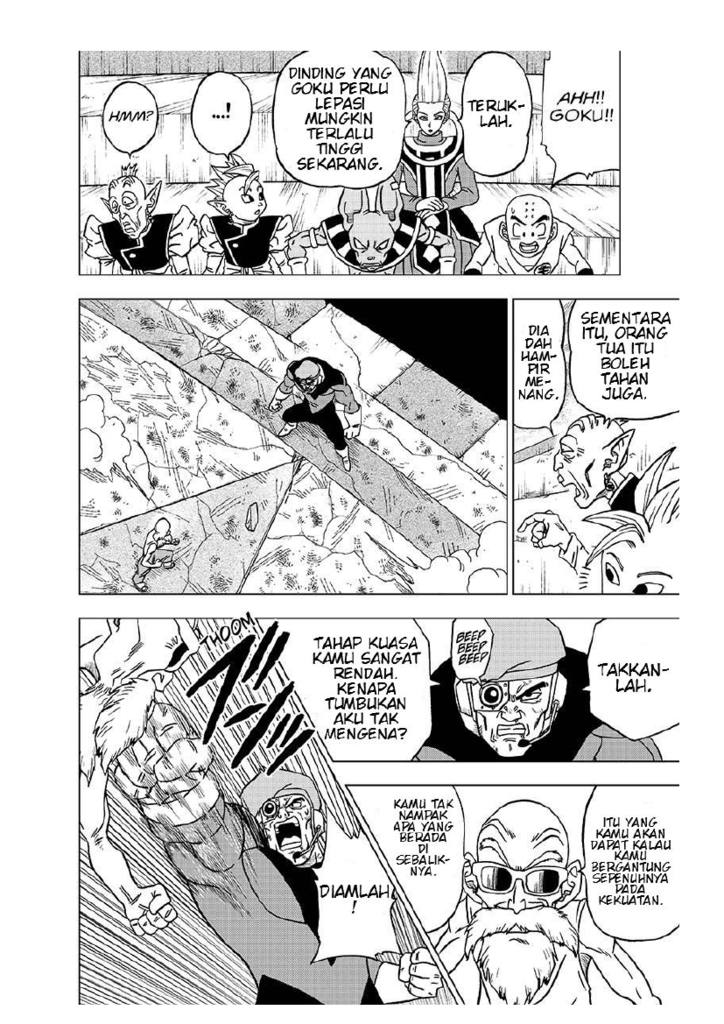 AHH!!
GOKU!!
TERUK-
LAH.
DINDING YANG
GOKU PERLU
LEPASI
MUNGKIN
TERLALU
TINGGI
SEKARANG.
...!
HMM?
SEMENTARA
ITU, ORANG
TUA ITU
BOLEH
TAHAN
JUGA.
DIA
DAH
HAM-
PIR
ME-
NANG.
TAKKAN-
LAH.
BEEP
BEEP
BEEP
TAHAP KUASA
KAMU SANGAT
RENDAH.
KENAPA
TUMBUKAN
AKU TAK
MENGENA?
THOOM
ITU YANG
KAMU AKAN
DAPAT KALAU
KAMU
BERGANTUNG
SEPENUHNYA
PADA
KEKUATAN.
KAMU TAK
NAMPAK
APA YANG
BERADA
DI
SEBALIK-
NYA.
DIAMLAH
!